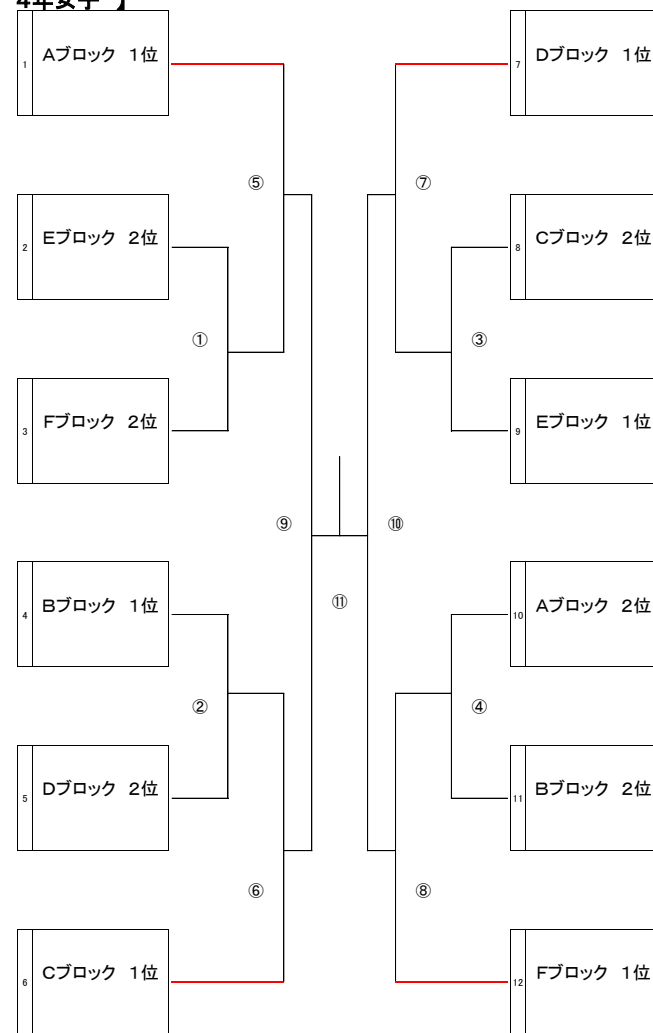 4年女子 】
1 Aブロック 1位
⑤
2 Eブロック 2位
①
3 Fブロック 2位
⑨
4 Bブロック 1位
②
5 Dブロック 2位
⑥
6 Cブロック 1位
⑪
7 Dブロック 1位
⑦
8 Cブロック 2位
③
9 Eブロック 1位
⑩
10 Aブロック 2位
④
11 Bブロック 2位
⑧
12 Fブロック 1位